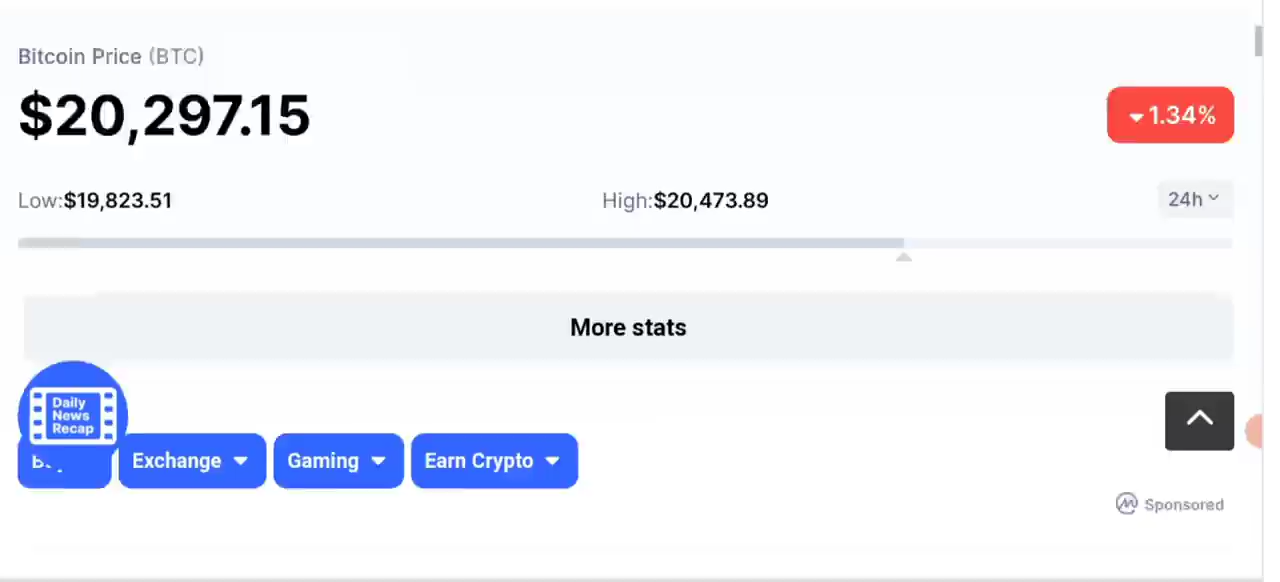 Bitcoin Price (BTC)
$20,297.15
1.34%
Low:$19,823.51
High:$20,473.89
24h
More stats
Daily
News
Recap
Exchange
Gaming
Earn Crypto
Sponsored